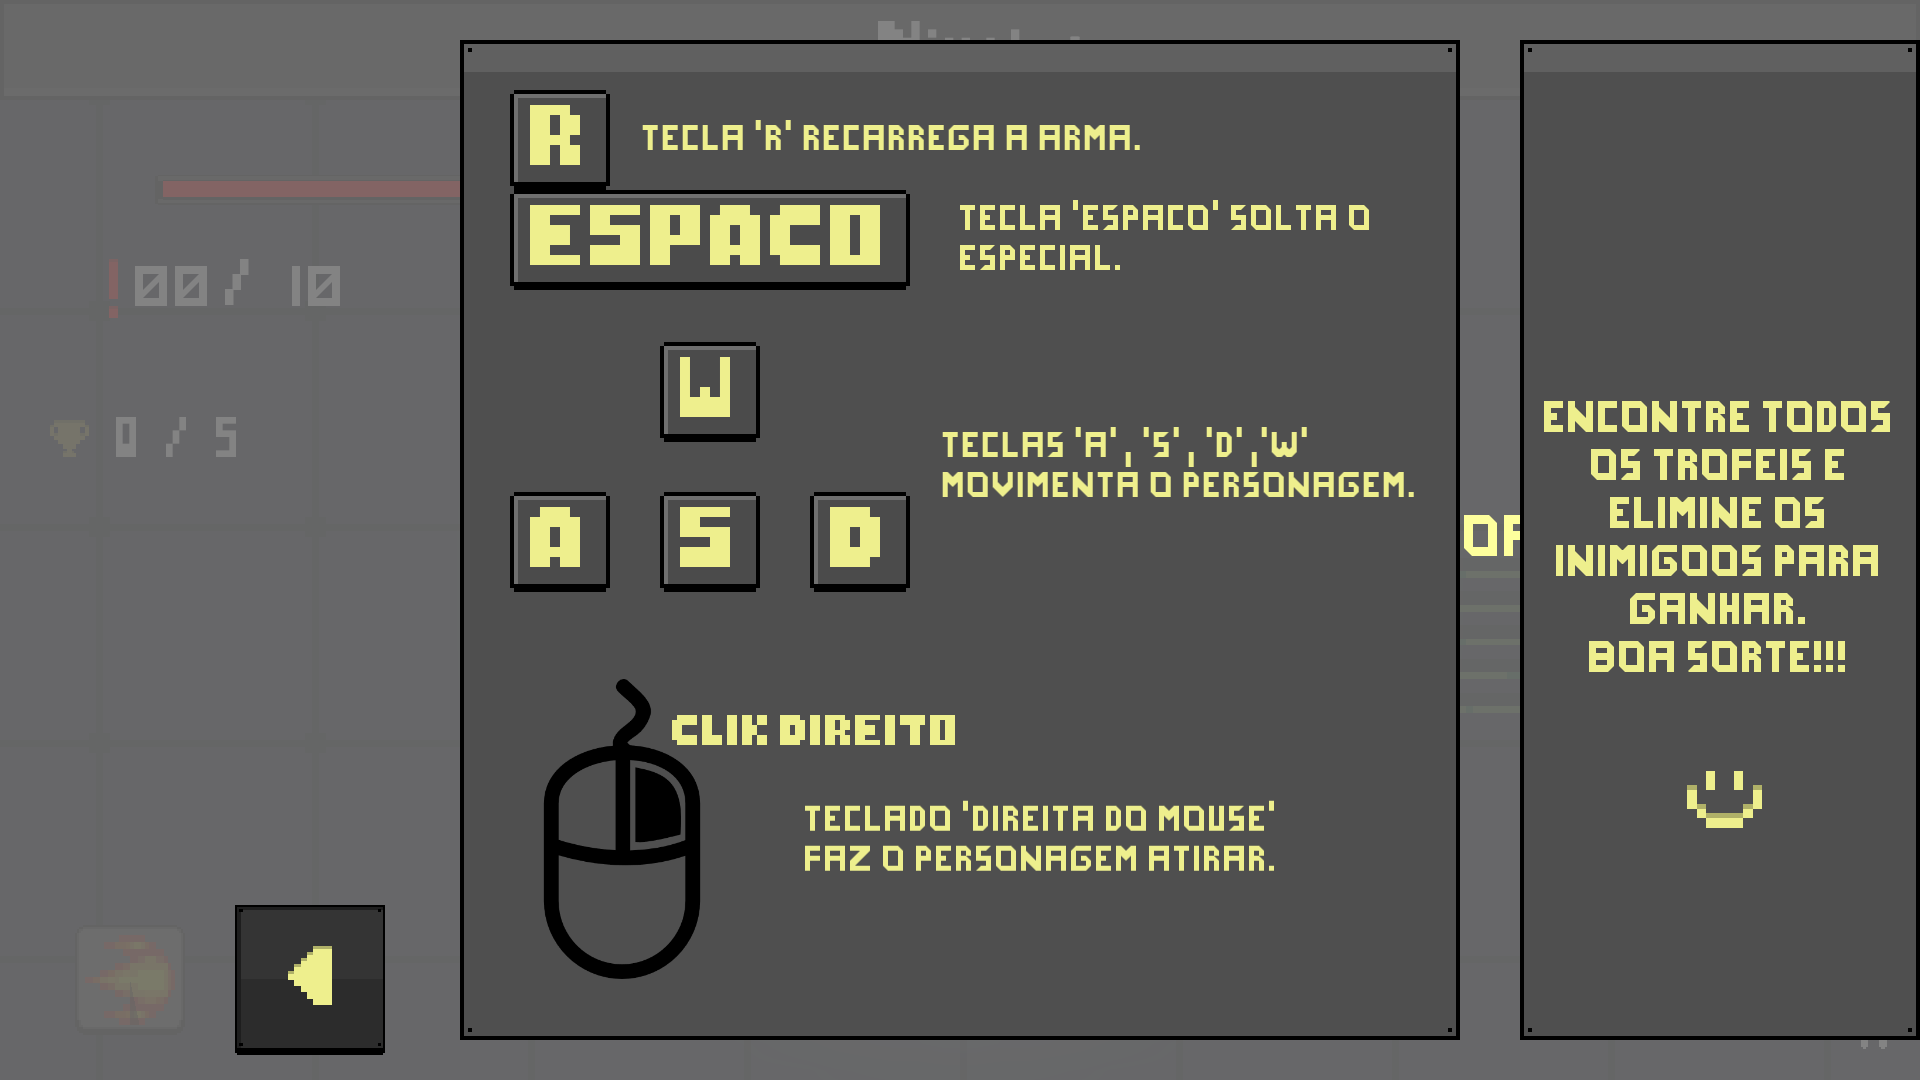 R
TECLA 'R' RECARREGA A ARMA.
ESPACO
TECLA 'ESPACO' SOLTA O
ESPECIAL.
00/ 10
W
0 / 5
TECLAS 'A', 'S', 'D','W'
MOVIMENTA O PERSONAGEM.
A S D
CLIK DIREITO
TECLADO 'DIREITA DO MOUSE'
FAZ O PERSONAGEM ATIRAR.
ENCONTRE TODOS
OS TROFEIS E
ELIMINE OS
INIMIGOOS PARA
GANHAR.
BOA SORTE!!!